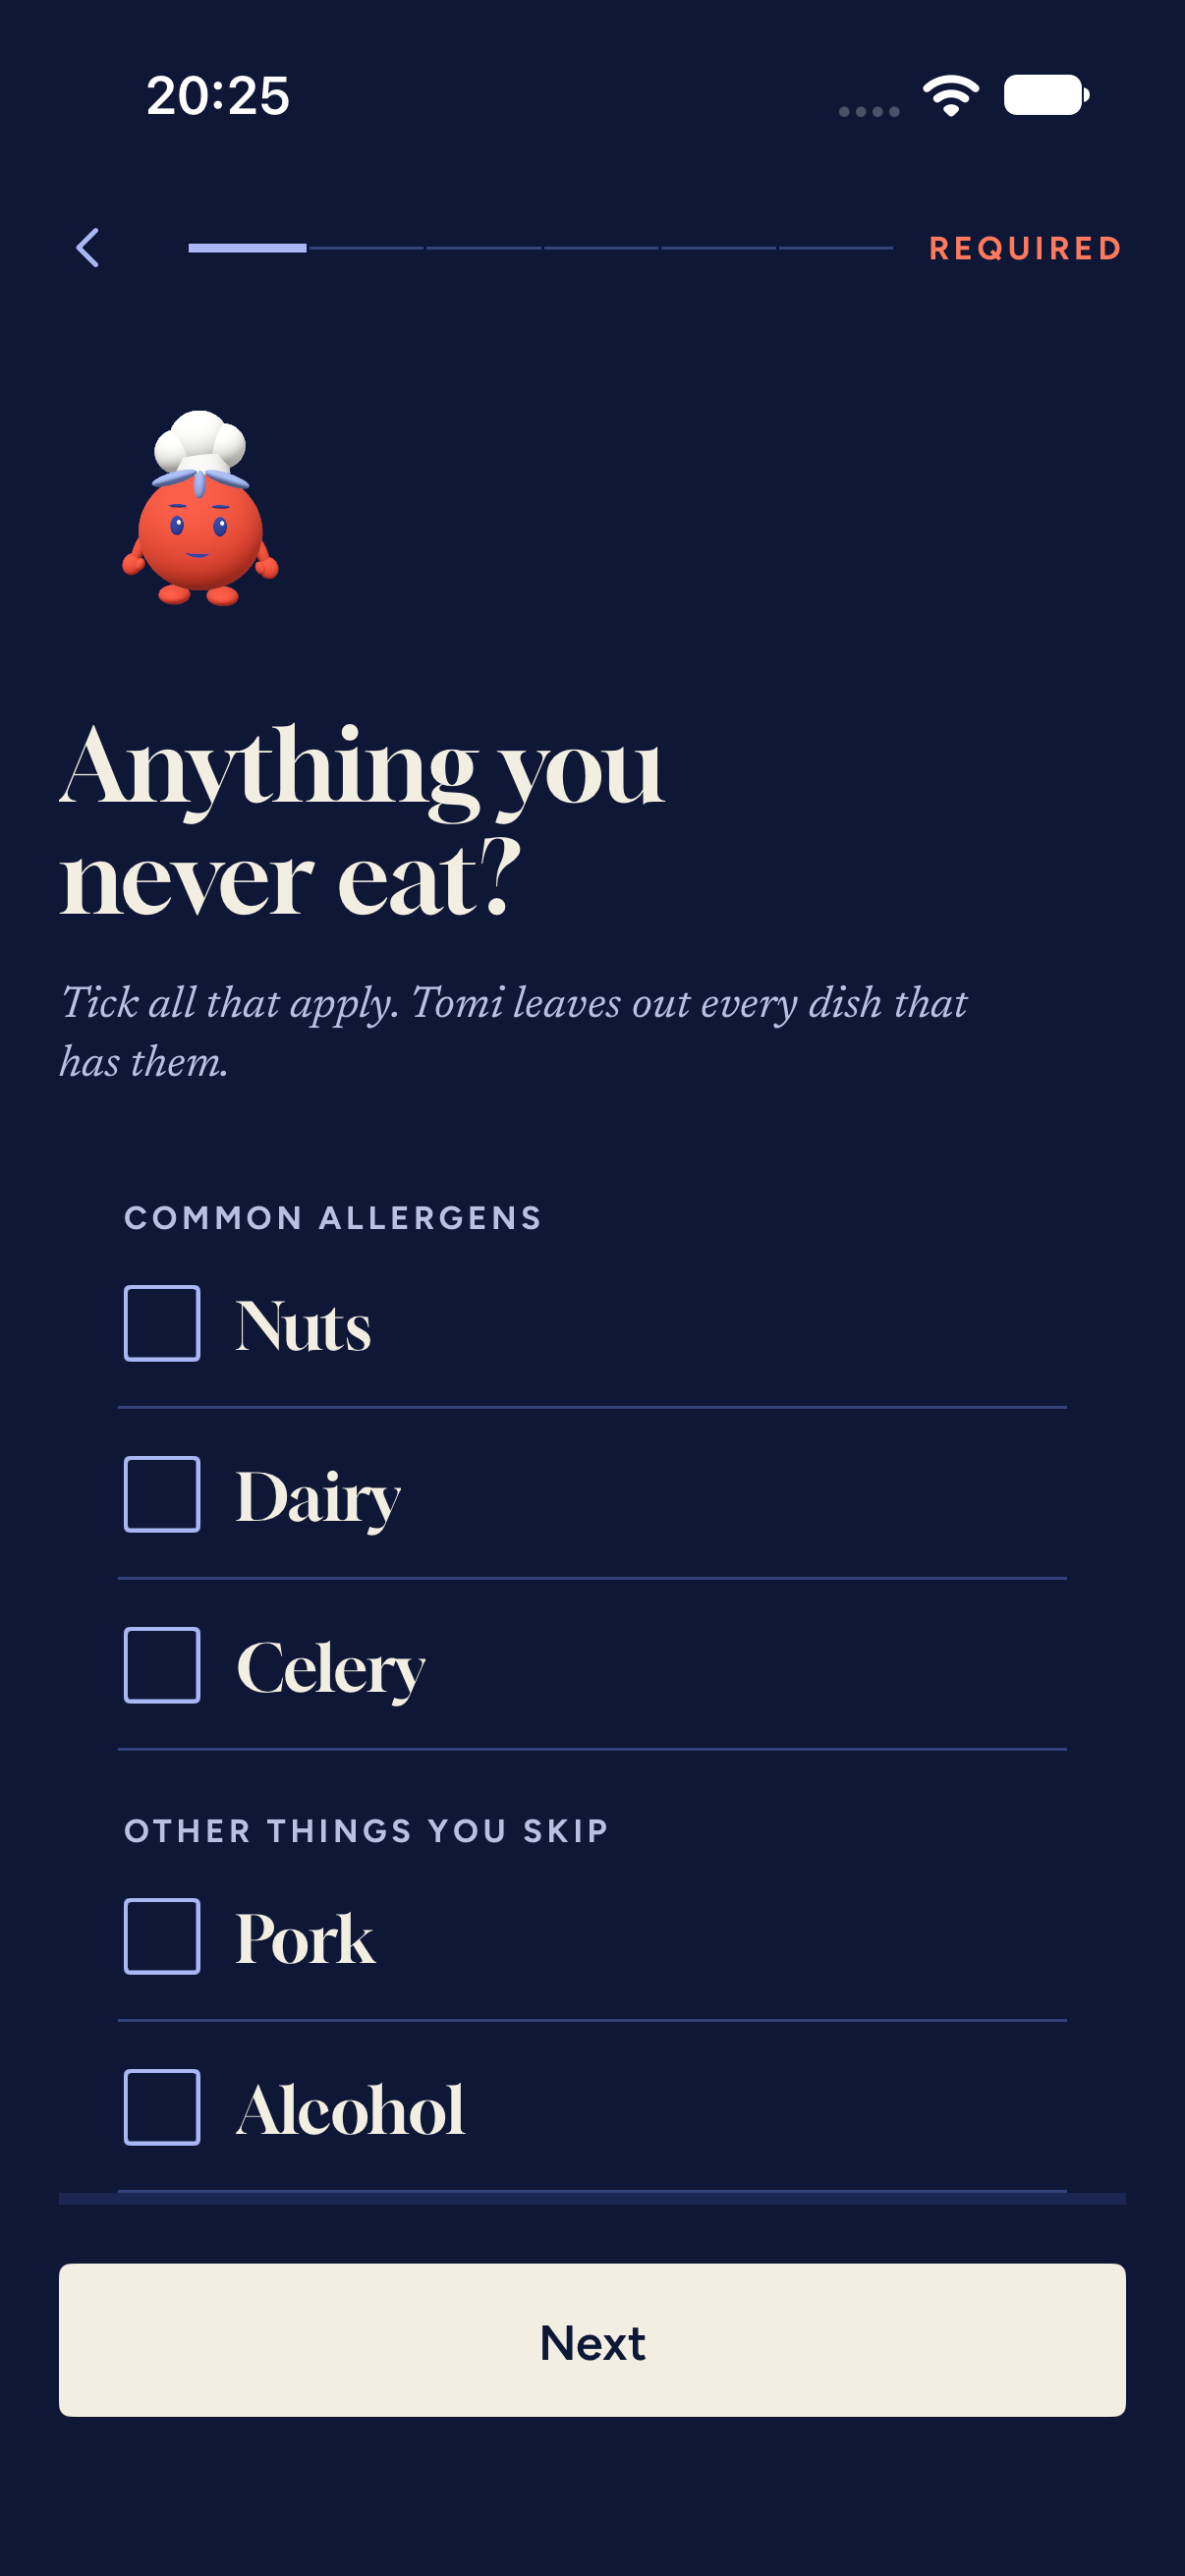 20:25
REQUIRED
Anything you
never eat?
Tick all that apply. Tomi leaves out every dish that
has them.
COMMON ALLERGENS
Nuts
Dairy
Celery
OTHER THINGS YOU SKIP
Pork
Alcohol
Next